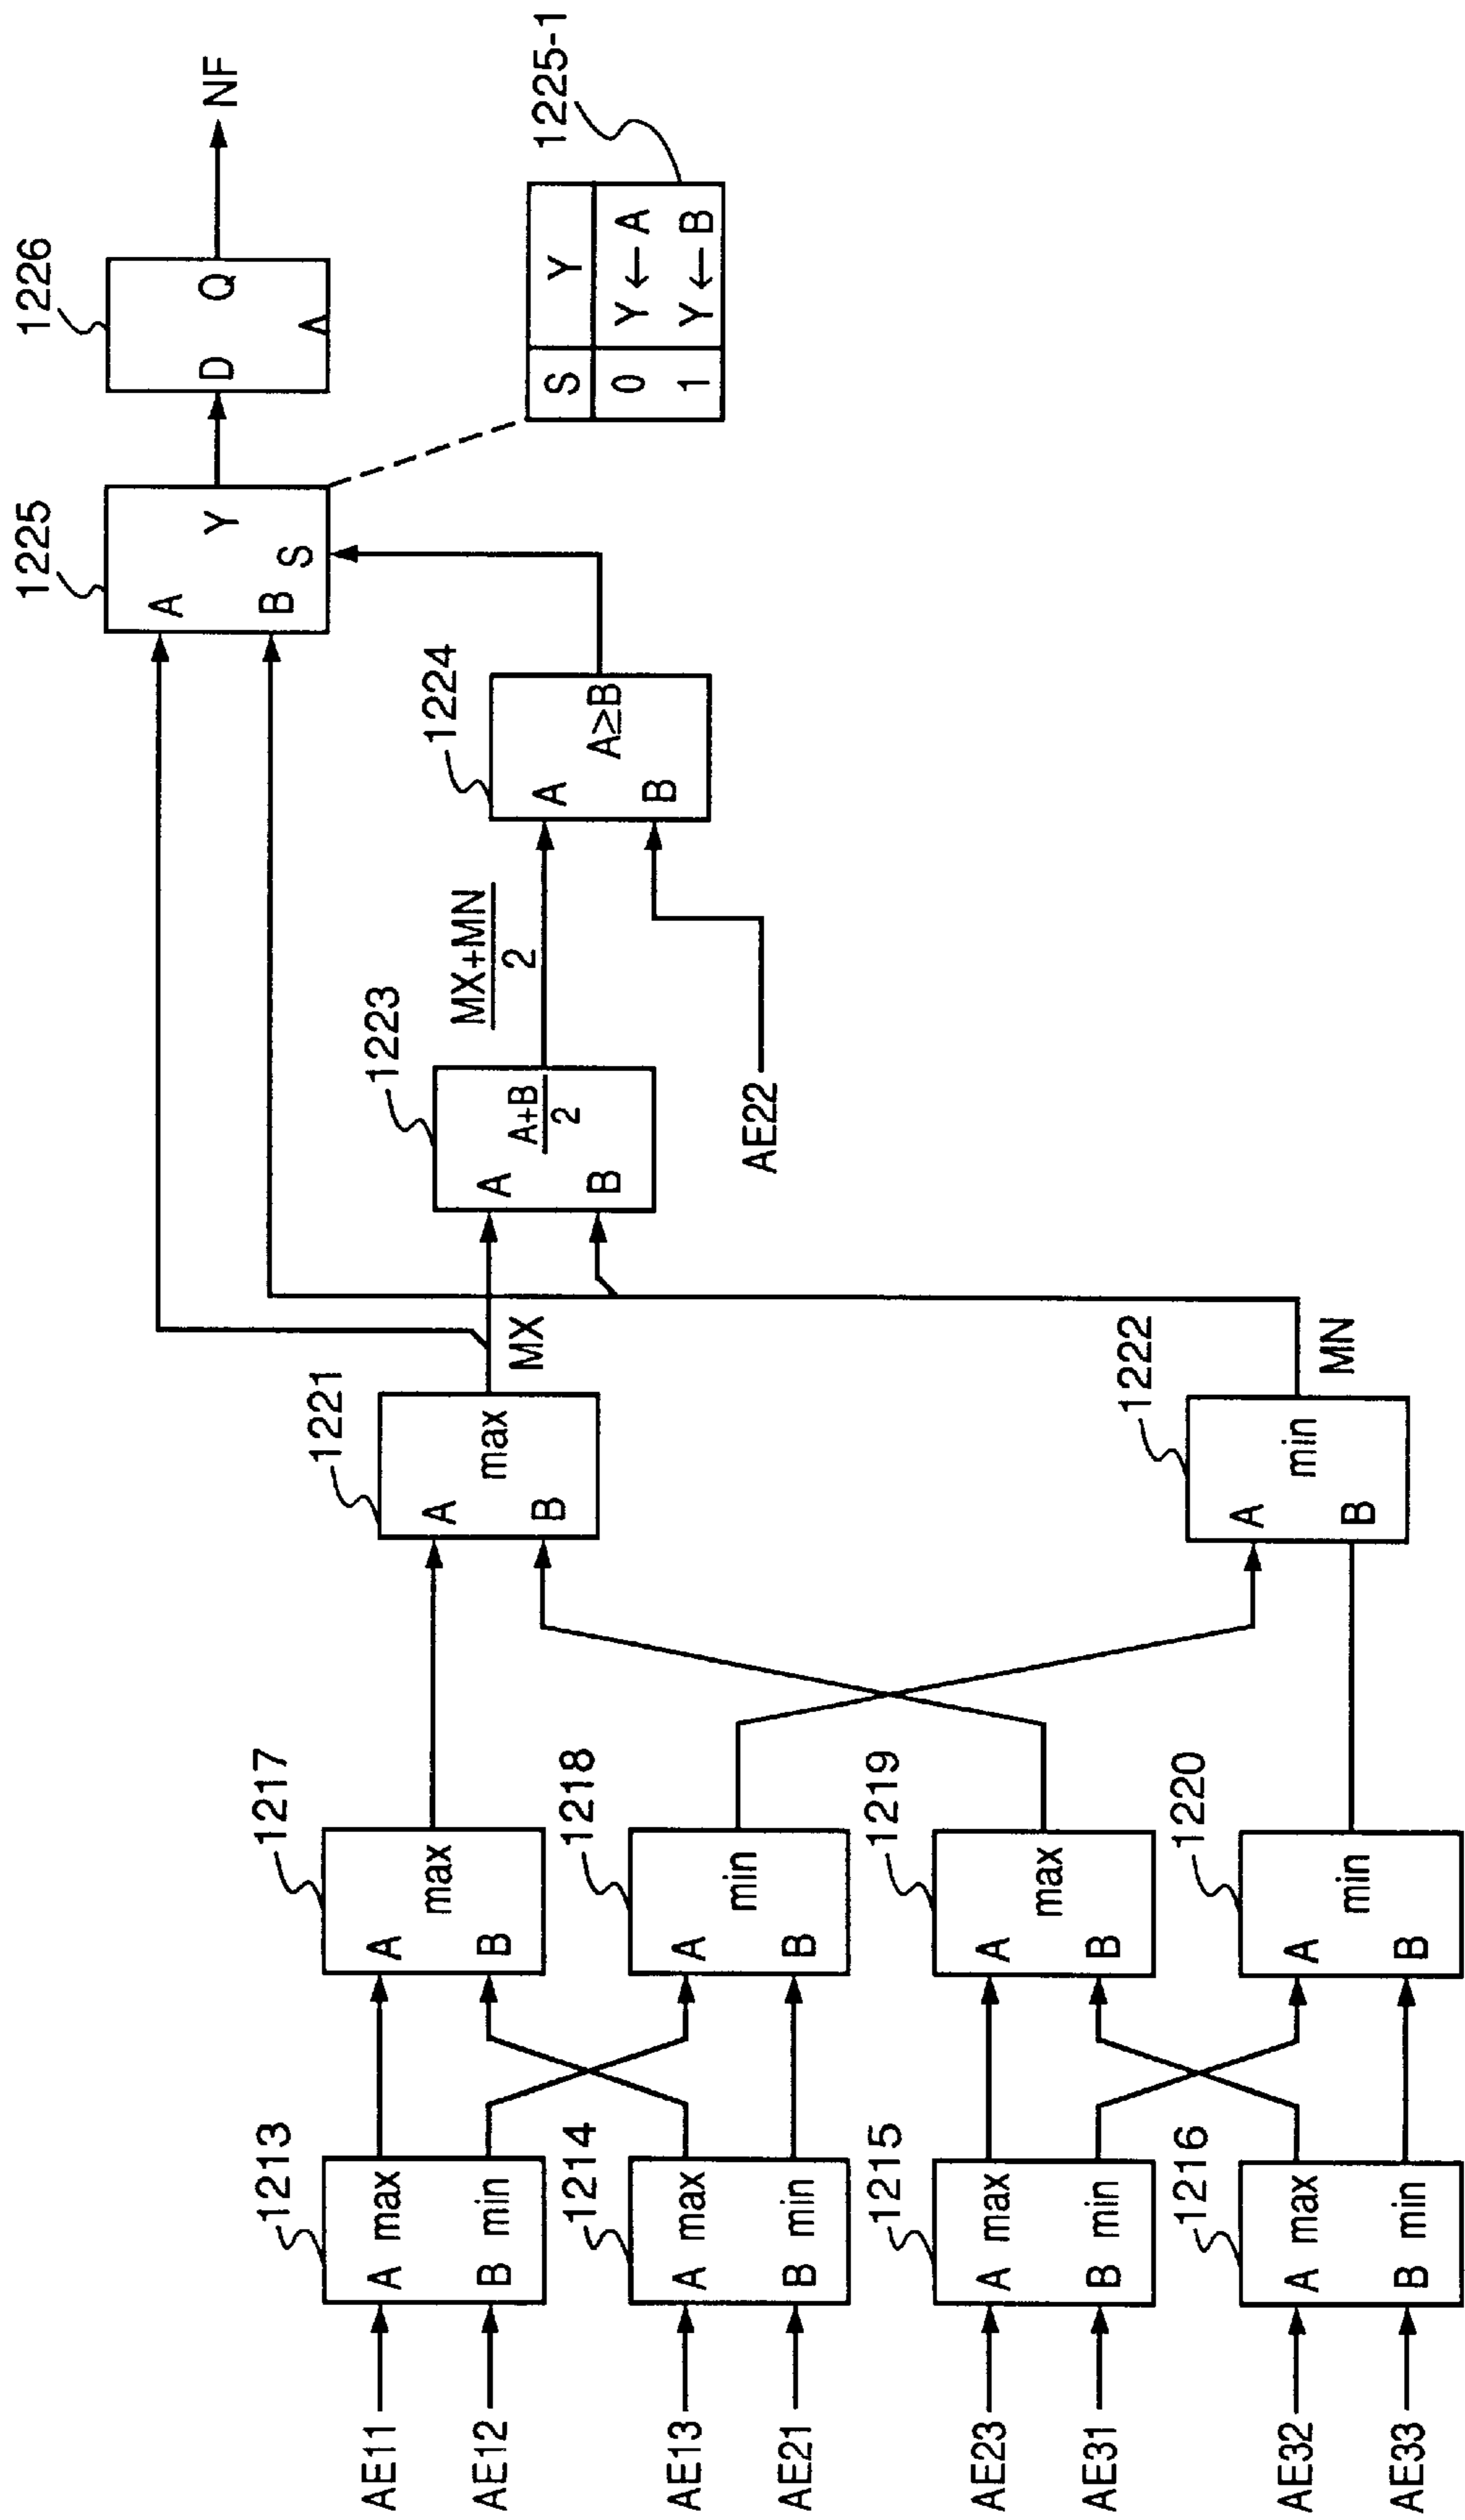 AE11
AE12
AE13
AE21
AE23
AE31
AE32
AE33
1213
A max
B min
1214
A max
B min
1215
A max
B min
1216
A max
B min
1217
A
max
B
1218
A
min
B
1219
A
max
B
1220
A
min
B
1221
A
max
B
MX
1222
A
min
B
MN
1223
A
A+B
2
B
MX+MN
2
AE22
1224
A
A≥B
B
1225
A
Y
B
S
1226
D Q
NF
1225-1
S Y
0 Y←A
1 Y←B